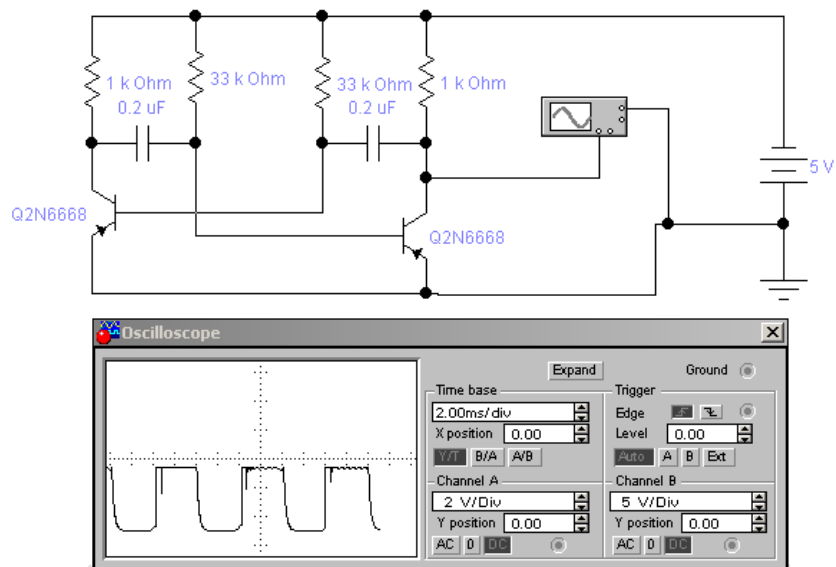 1 k Ohm
33 k Ohm
33 k Ohm
1 k Ohm
0.2 uF
0.2 uF
5 V
Q2N6668
Q2N6668
Oscilloscope
Expand
Ground
Time base
2.00ms/div
X position 0.00
Y/T B/A A/B
Trigger
Edge
Level 0.00
Auto A B Ext
Channel A
2 V/Div
Y position 0.00
AC 0 DC
Channel B
5 V/Div
Y position 0.00
AC 0 DC